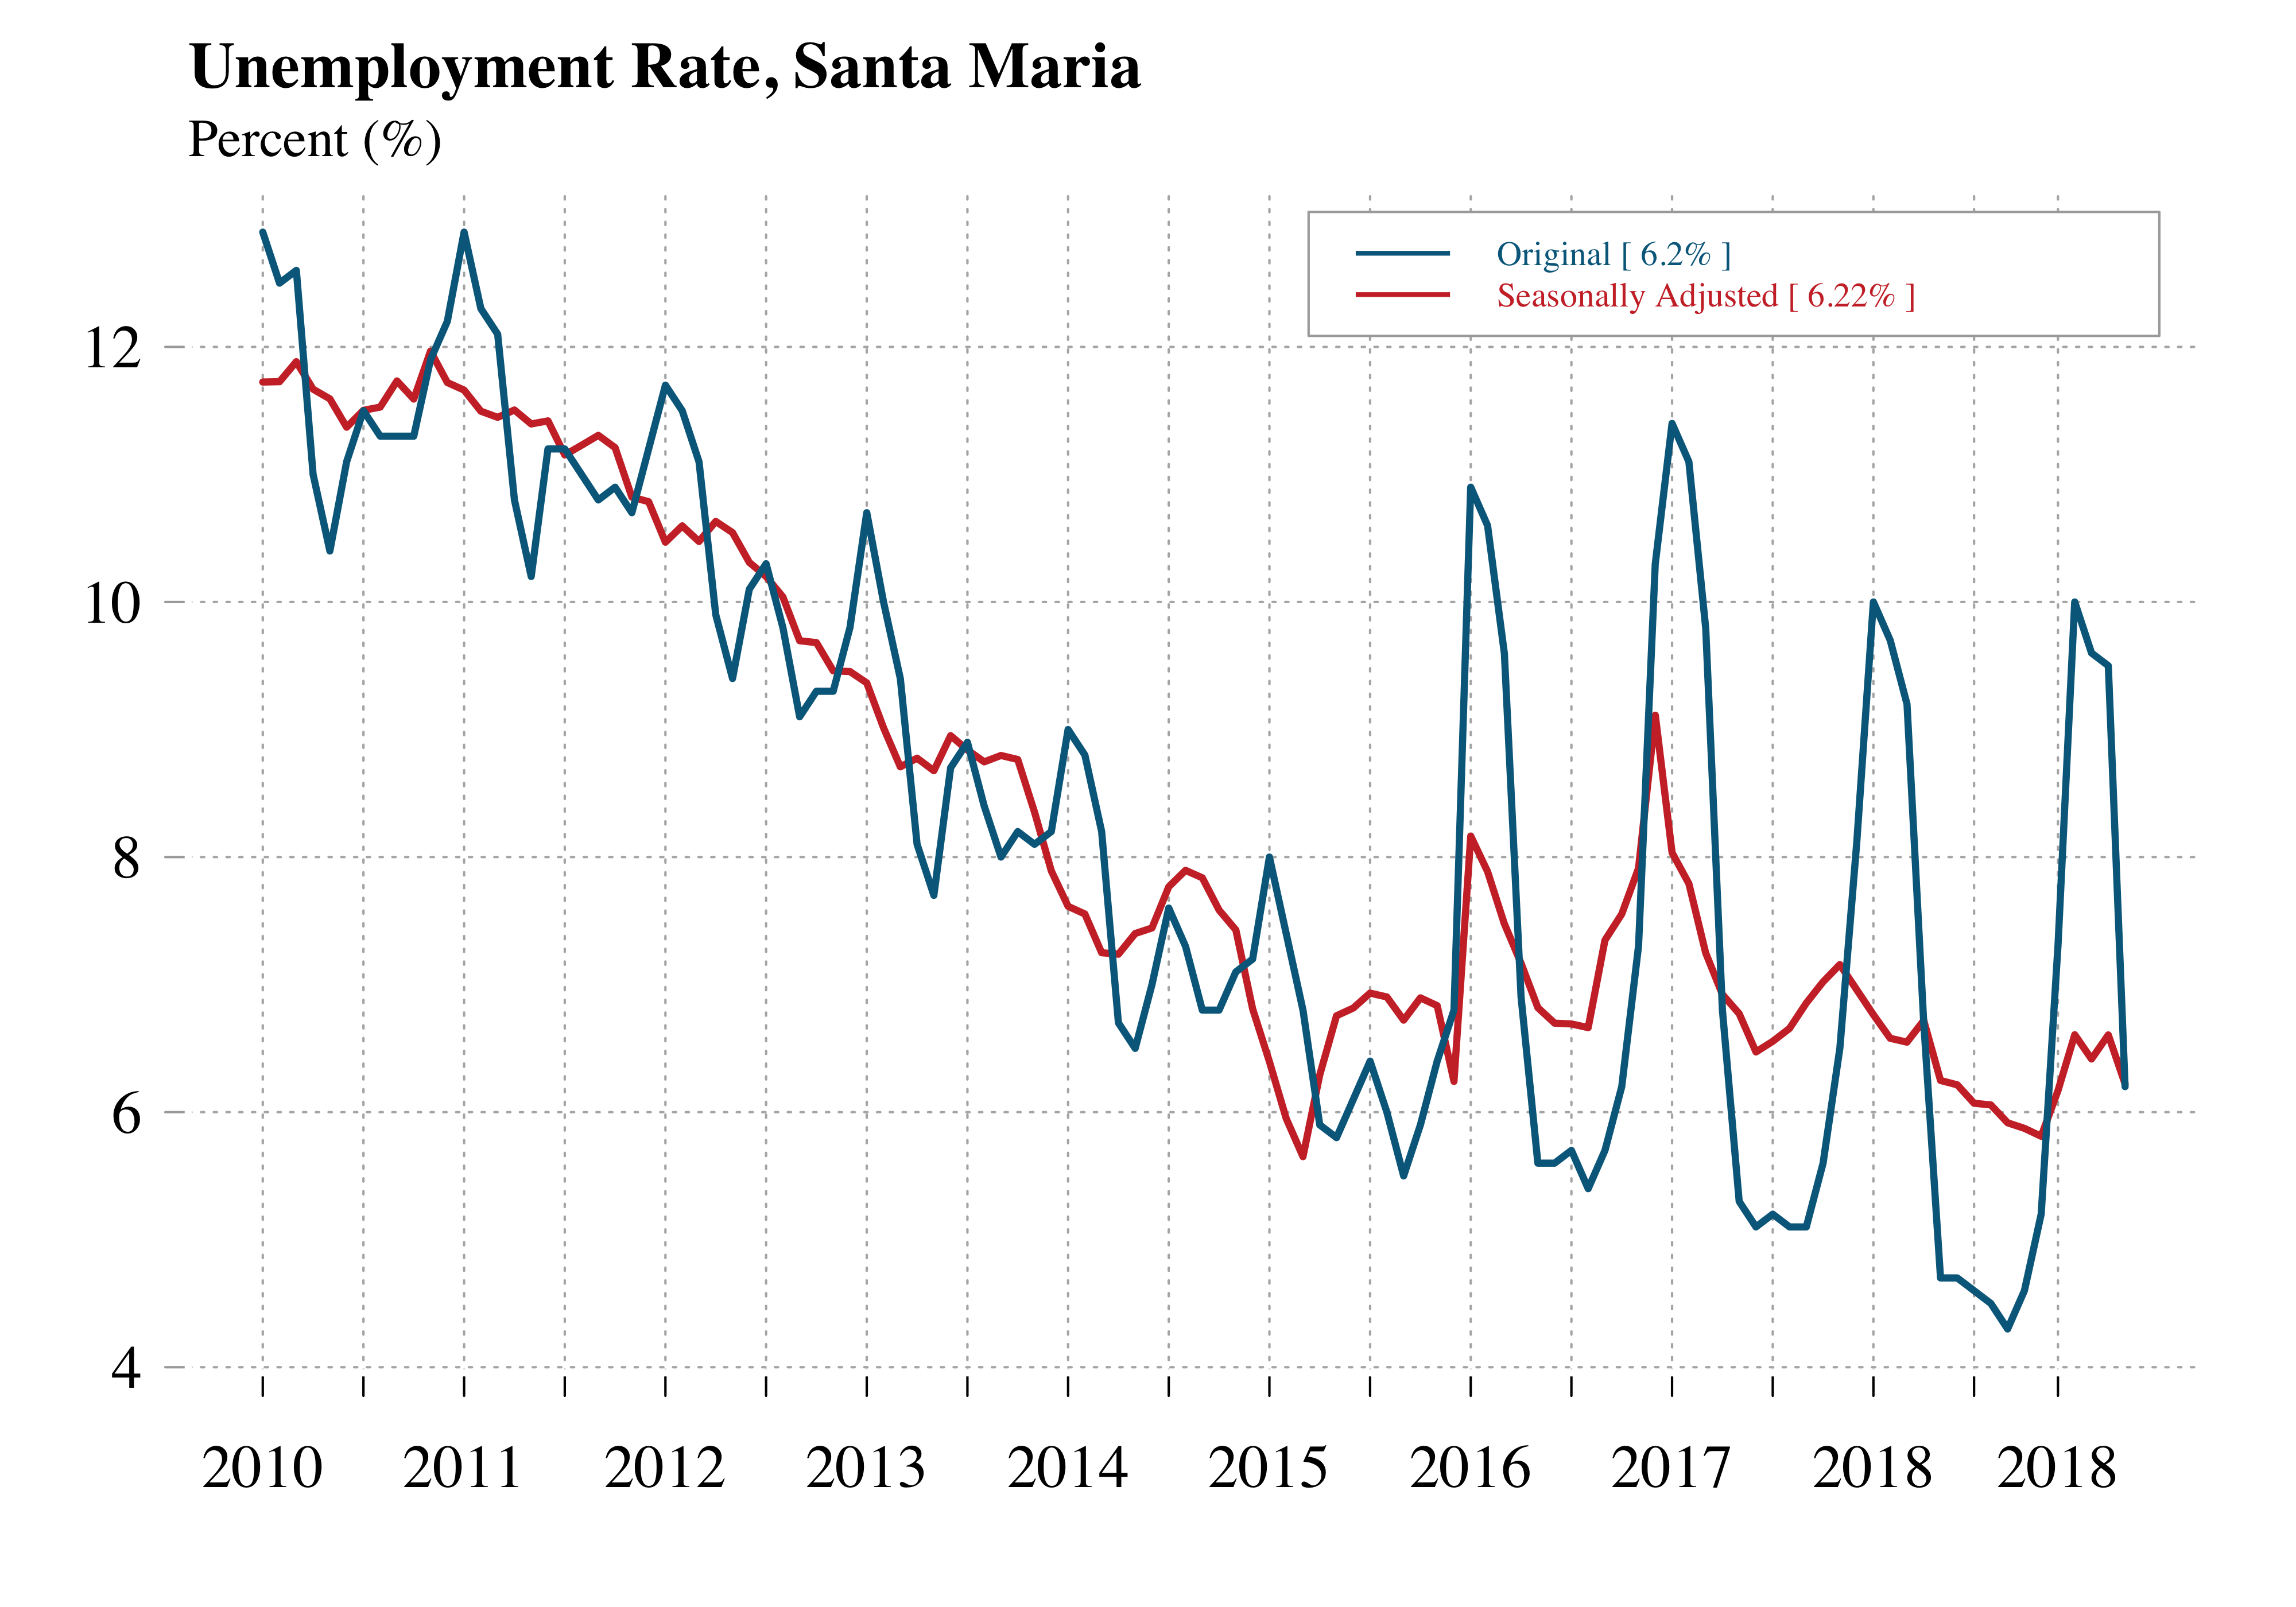 Unemployment Rate, Santa Maria
Percent (%)
Original [ 6.2% ]
Seasonally Adjusted [ 6.22% ]
12
10
8
6
4
2010 2011 2012 2013 2014 2015 2016 2017 2018 2018